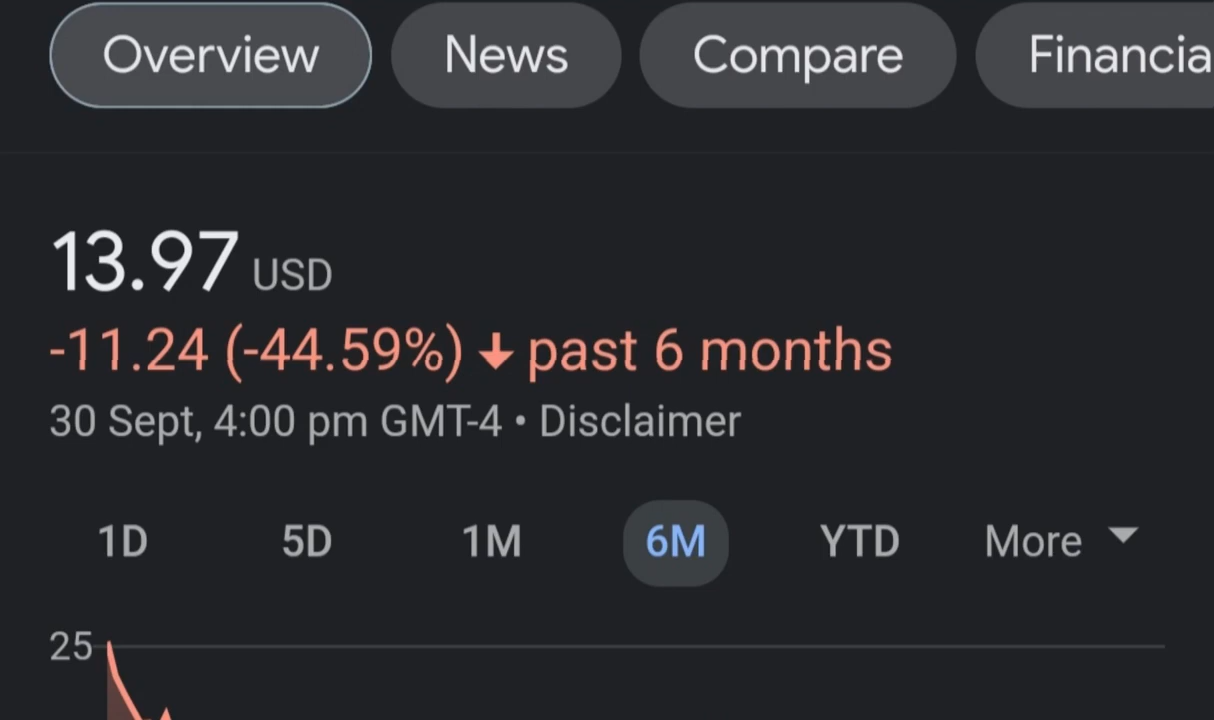 Overview News Compare Financia
13.97 USD
-11.24 (-44.59%) ↓ past 6 months
30 Sept, 4:00 pm GMT-4 • Disclaimer
1D 5D 1M 6M YTD More
25